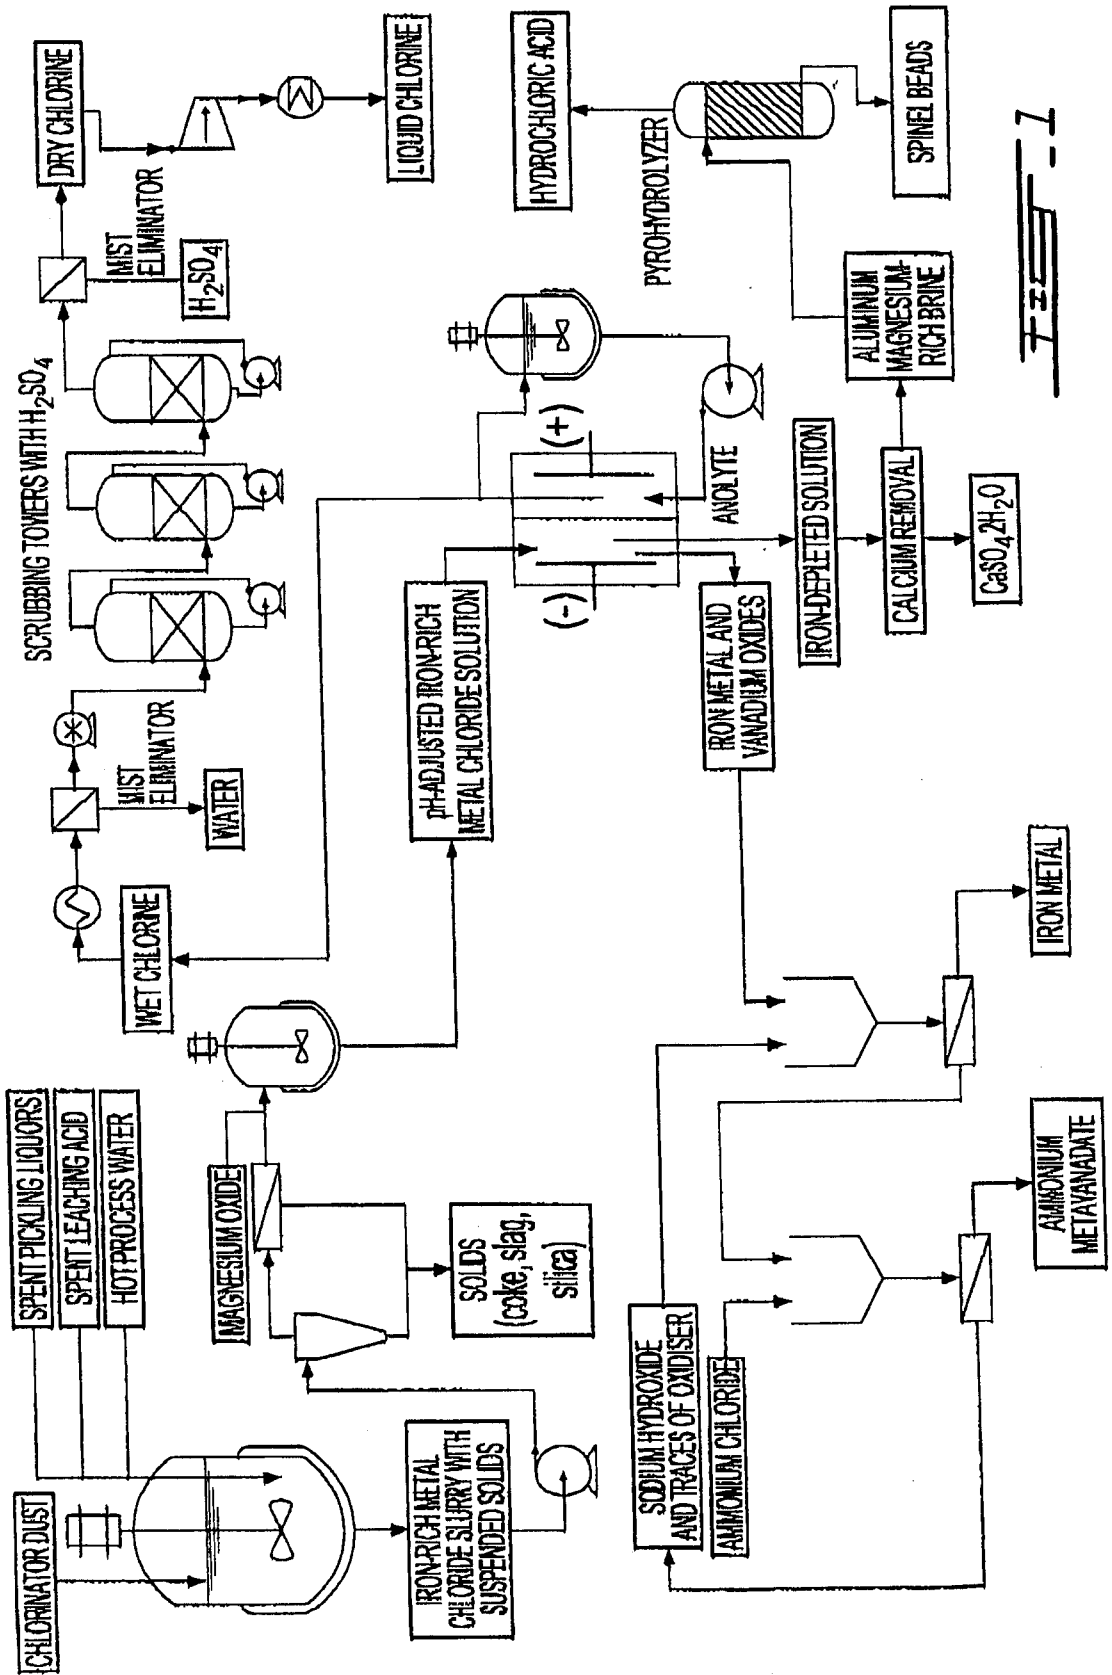 CHLORINATOR DUST
SPENT PICKLING LIQUORS
SPENT LEACHING ACID
HOT PROCESS WATER
IRON-RICH METAL
CHLORIDE SLURRY WITH
SUSPENDED SOLIDS
MAGNESIUM OXIDE
SOLIDS
(coke, slag,
silica)
WET CHLORINE
MIST
ELIMINATOR
WATER
SCRUBBING TOWERS WITH H2SO4
MIST
ELIMINATOR
H2SO4
DRY CHLORINE
LIQUID CHLORINE
pH-ADJUSTED IRON-RICH
METAL CHLORIDE SOLUTION
(-)
(+)
ANOLYTE
HYDROCHLORIC ACID
PYROHYDROLYZER
SPINEL BEADS
ALUMINUM
MAGNESIUM-
RICH BRINE
IRON METAL AND
VANADIUM OXIDES
IRON-DEPLETED SOLUTION
CALCIUM REMOVAL
CaSO42H2O
SODIUM HYDROXIDE
AND TRACES OF OXIDISER
AMMONIUM CHLORIDE
IRON METAL
AMMONIUM
METAVANADATE
FIG - 1